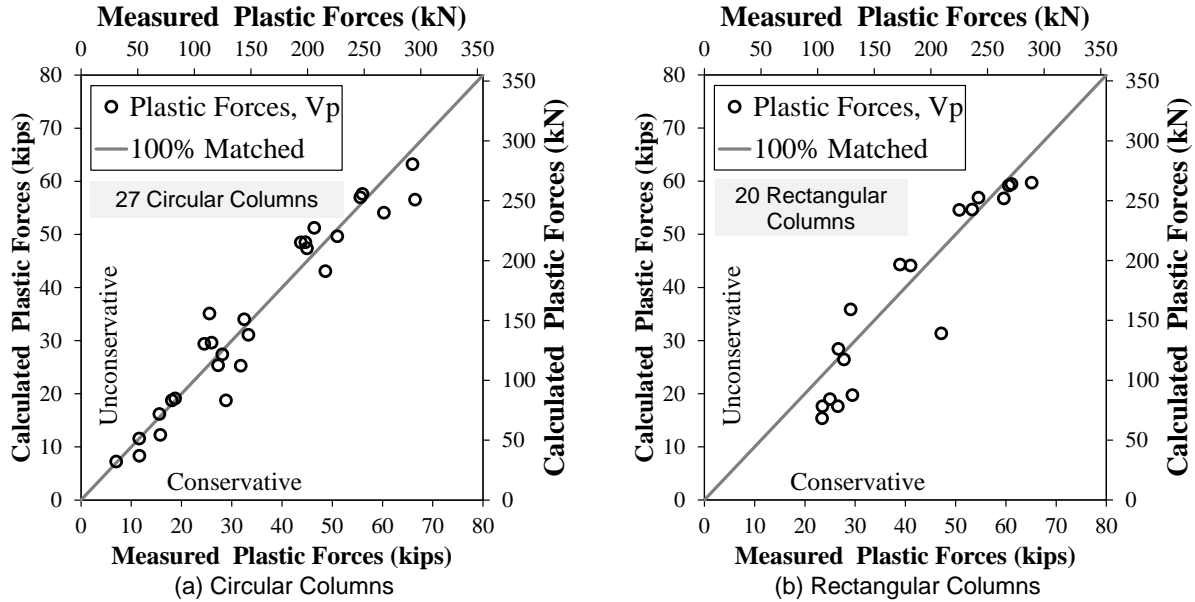 Measured Plastic Forces (kN)
0 50 100 150 200 250 300 350
80
70
60
50
40
30
20
10
0
Calculated Plastic Forces (kips)
Plastic Forces, Vp
100% Matched
27 Circular Columns
Unconservative
Conservative
350
300
250
200
150
100
50
0
Calculated Plastic Forces (kN)
0 10 20 30 40 50 60 70 80
Measured Plastic Forces (kips)
(a) Circular Columns
Measured Plastic Forces (kN)
0 50 100 150 200 250 300 350
80
70
60
50
40
30
20
10
0
Calculated Plastic Forces (kips)
Plastic Forces, Vp
100% Matched
20 Rectangular
Columns
Unconservative
Conservative
350
300
250
200
150
100
50
0
Calculated Plastic Forces (kN)
0 10 20 30 40 50 60 70 80
Measured Plastic Forces (kips)
(b) Rectangular Columns